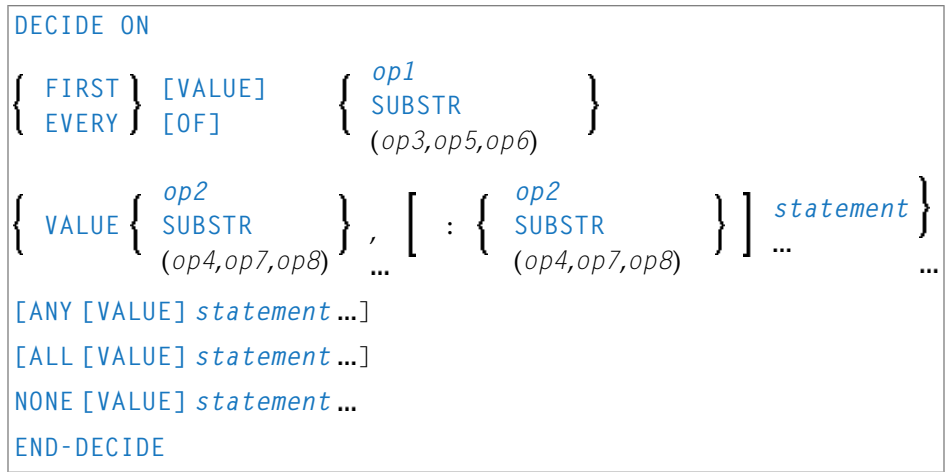 DECIDE ON
{ FIRST } [VALUE] { op1
EVERY [OF] SUBSTR }
(op3,op5,op6)
{ VALUE { op2 } , ... [ : { op2 } ] statement ... } ...
SUBSTR SUBSTR
(op4,op7,op8) (op4,op7,op8)
[ANY [VALUE] statement ...]
[ALL [VALUE] statement ...]
NONE [VALUE] statement ...
END-DECIDE